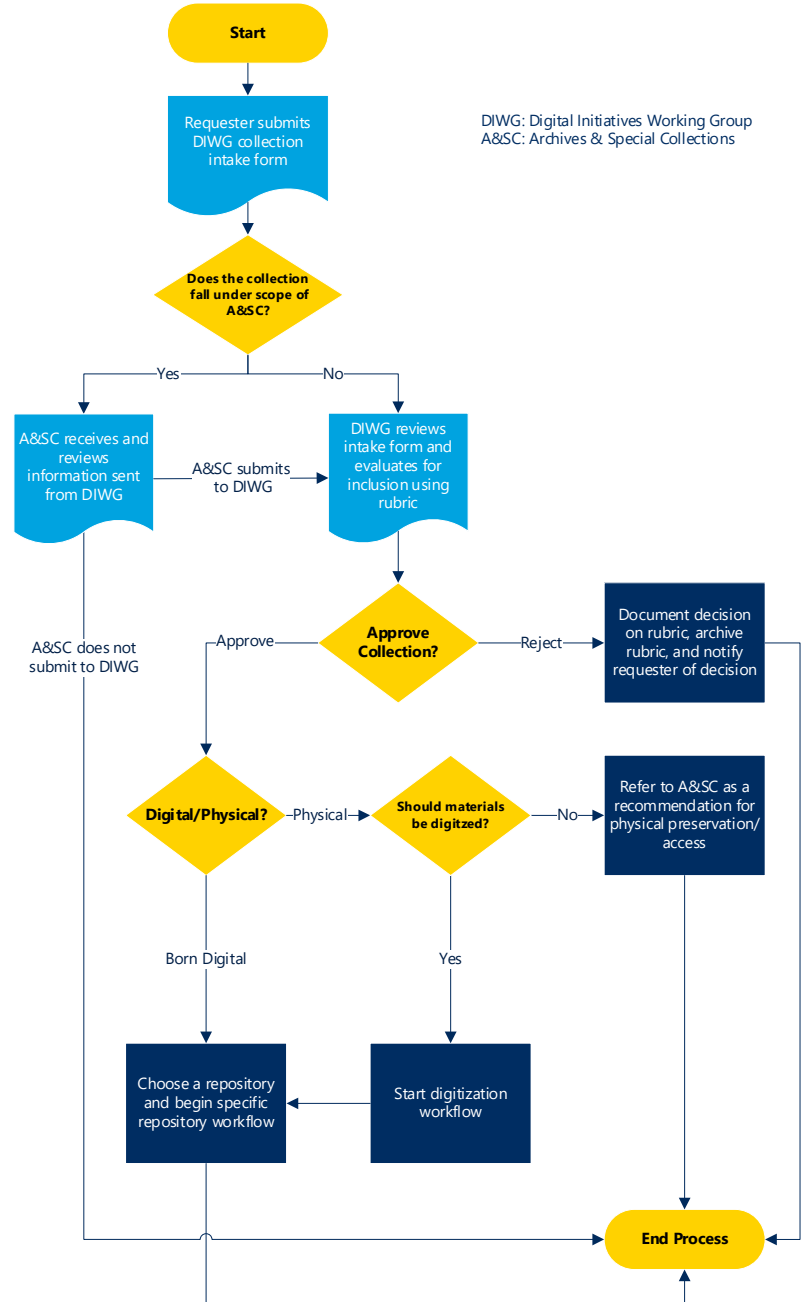 Start
Requester submits
DIWG collection
intake form
DIWG: Digital Initiatives Working Group
A&SC: Archives & Special Collections
Does the collection
fall under scope of
A&SC?
Yes
No
A&SC receives and
reviews
information sent
from DIWG
A&SC submits
to DIWG
DIWG reviews
intake form and
evaluates for
inclusion using
rubric
A&SC does not
submit to DIWG
Approve
Approve
Collection?
Reject
Document decision
on rubric, archive
rubric, and notify
requester of decision
Digital/Physical?
Physical
Should materials
be digitzed?
No
Refer to A&SC as a
recommendation for
physical preservation/
access
Born Digital
Yes
Choose a repository
and begin specific
repository workflow
Start digitization
workflow
End Process